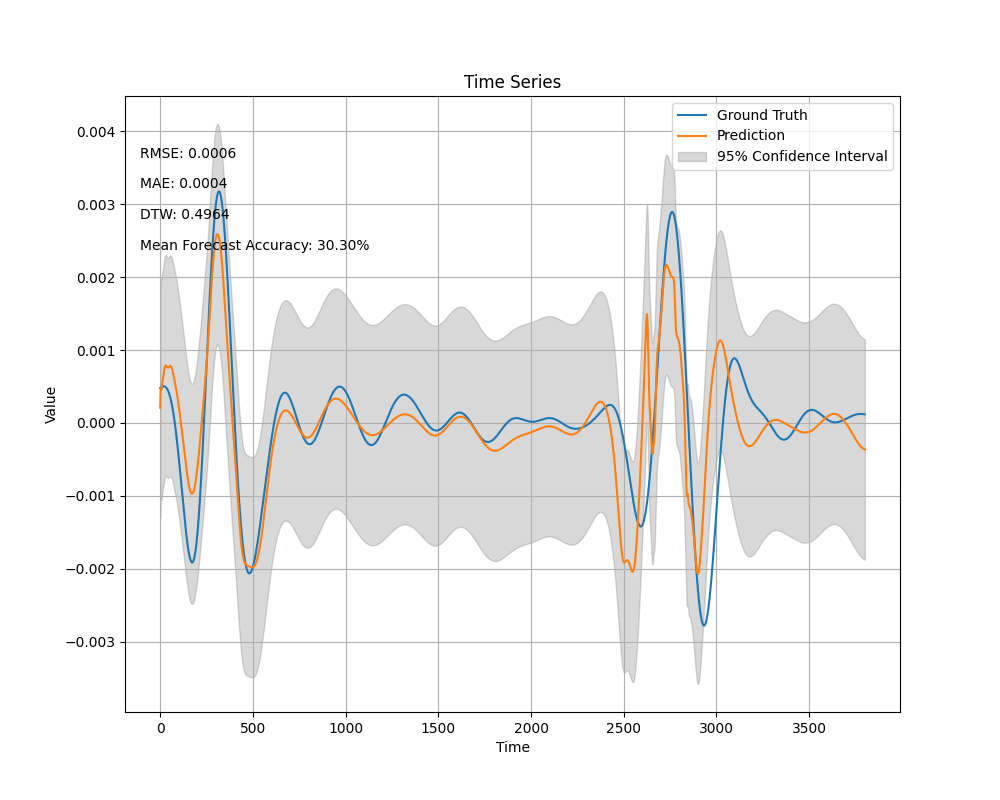 Time Series
Ground Truth
Prediction
95% Confidence Interval
RMSE: 0.0006
MAE: 0.0004
DTW: 0.4964
Mean Forecast Accuracy: 30.30%
Value
0.004
0.003
0.002
0.001
0.000
−0.001
−0.002
−0.003
0 500 1000 1500 2000 2500 3000 3500
Time